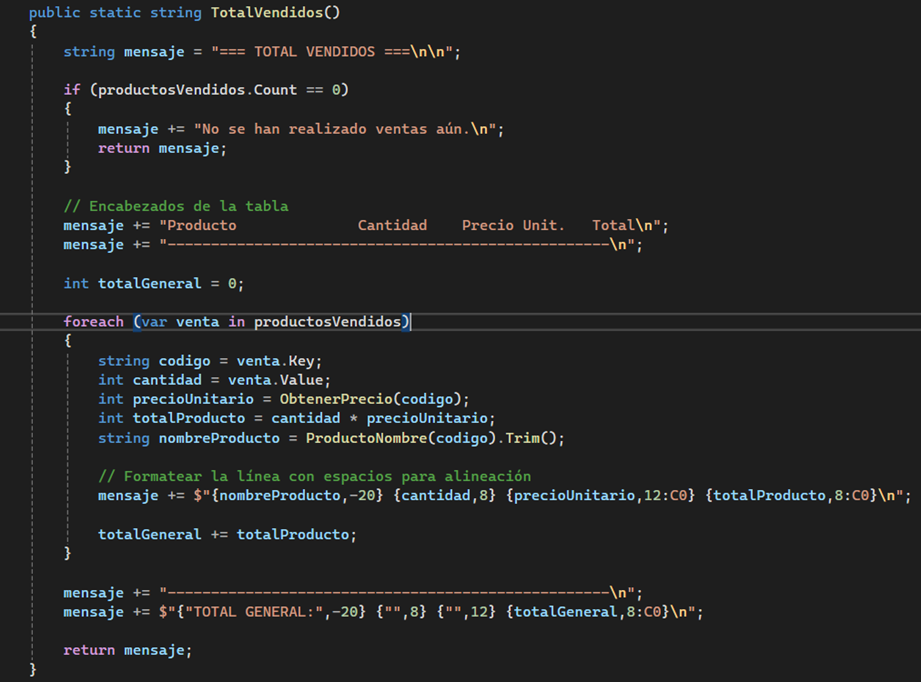 public static string TotalVendidos()
{
    string mensaje = "=== TOTAL VENDIDOS ===\n\n";

    if (productosVendidos.Count == 0)
    {
        mensaje += "No se han realizado ventas aún.\n";
        return mensaje;
    }

    // Encabezados de la tabla
    mensaje += "Producto              Cantidad    Precio Unit.   Total\n";
    mensaje += "---------------------------------------------------\n";

    int totalGeneral = 0;

    foreach (var venta in productosVendidos)
    {
        string codigo = venta.Key;
        int cantidad = venta.Value;
        int precioUnitario = ObtenerPrecio(codigo);
        int totalProducto = cantidad * precioUnitario;
        string nombreProducto = ProductoNombre(codigo).Trim();

        // Formatear la línea con espacios para alineación
        mensaje += $"{nombreProducto,-20} {cantidad,8} {precioUnitario,12:C0} {totalProducto,8:C0}\n";

        totalGeneral += totalProducto;
    }

    mensaje += "---------------------------------------------------\n";
    mensaje += $"{"TOTAL GENERAL:",-20} {"",8} {"",12} {totalGeneral,8:C0}\n";

    return mensaje;
}